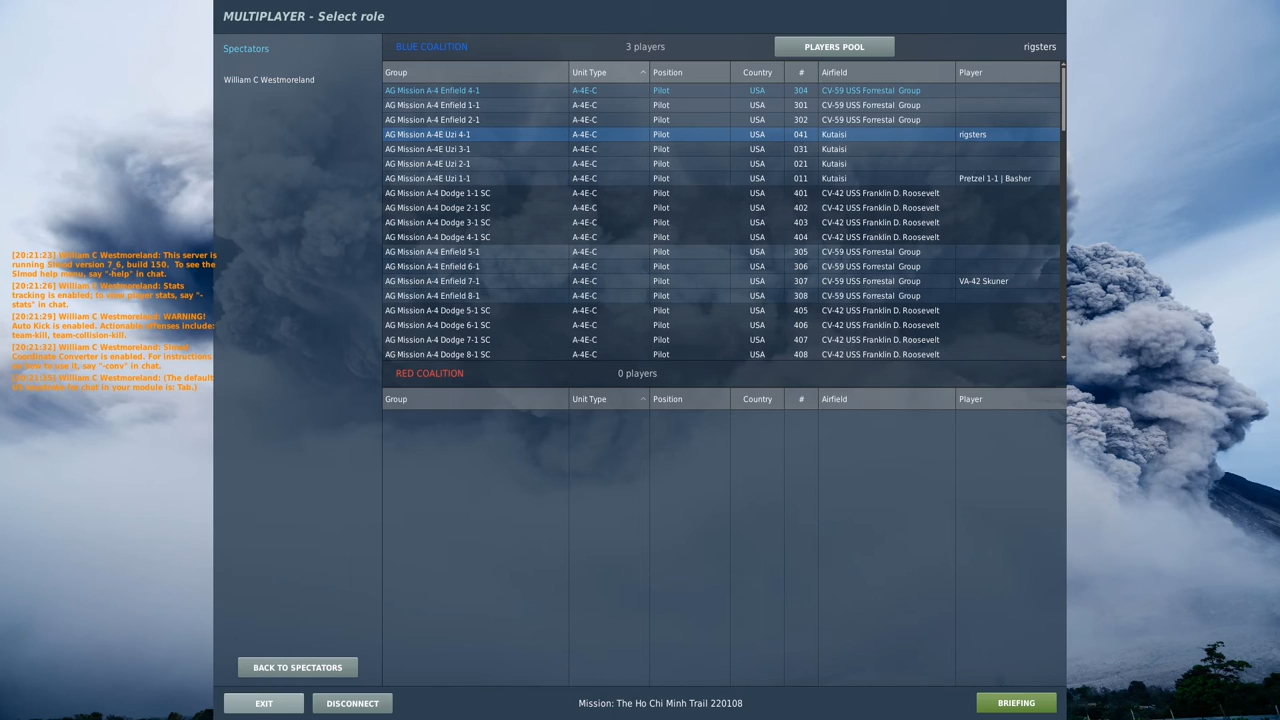 MULTIPLAYER - Select role
Spectators
William C Westmoreland
BLUE COALITION 3 players PLAYERS POOL rigsters
Group Unit Type Position Country # Airfield Player
AG Mission A-4 Enfield 4-1 A-4E-C Pilot USA 304 CV-59 USS Forrestal Group
AG Mission A-4 Enfield 1-1 A-4E-C Pilot USA 301 CV-59 USS Forrestal Group
AG Mission A-4 Enfield 2-1 A-4E-C Pilot USA 302 CV-59 USS Forrestal Group
AG Mission A-4E Uzi 4-1 A-4E-C Pilot USA 041 Kutaisi rigsters
AG Mission A-4E Uzi 3-1 A-4E-C Pilot USA 031 Kutaisi
AG Mission A-4E Uzi 2-1 A-4E-C Pilot USA 021 Kutaisi
AG Mission A-4E Uzi 1-1 A-4E-C Pilot USA 011 Kutaisi Pretzel 1-1 | Basher
AG Mission A-4 Dodge 1-1 SC A-4E-C Pilot USA 401 CV-42 USS Franklin D. Roosevelt
AG Mission A-4 Dodge 2-1 SC A-4E-C Pilot USA 402 CV-42 USS Franklin D. Roosevelt
AG Mission A-4 Dodge 3-1 SC A-4E-C Pilot USA 403 CV-42 USS Franklin D. Roosevelt
AG Mission A-4 Dodge 4-1 SC A-4E-C Pilot USA 404 CV-42 USS Franklin D. Roosevelt
AG Mission A-4 Enfield 5-1 A-4E-C Pilot USA 305 CV-59 USS Forrestal Group
AG Mission A-4 Enfield 6-1 A-4E-C Pilot USA 306 CV-59 USS Forrestal Group
AG Mission A-4 Enfield 7-1 A-4E-C Pilot USA 307 CV-59 USS Forrestal Group VA-42 Skuner
AG Mission A-4 Enfield 8-1 A-4E-C Pilot USA 308 CV-59 USS Forrestal Group
AG Mission A-4 Dodge 5-1 SC A-4E-C Pilot USA 405 CV-42 USS Franklin D. Roosevelt
AG Mission A-4 Dodge 6-1 SC A-4E-C Pilot USA 406 CV-42 USS Franklin D. Roosevelt
AG Mission A-4 Dodge 7-1 SC A-4E-C Pilot USA 407 CV-42 USS Franklin D. Roosevelt
AG Mission A-4 Dodge 8-1 SC A-4E-C Pilot USA 408 CV-42 USS Franklin D. Roosevelt
[20:21:23] William C Westmoreland: This server is
running Slmod version 7_6, build 150. To see the
Slmod help menu, say "-help" in chat.
[20:21:26] William C Westmoreland: Stats
tracking is enabled; to view player stats, say "-
stats" in chat.
[20:21:29] William C Westmoreland: WARNING!
Auto Kick is enabled. Actionable offenses include:
team-kill, team-collision-kill.
[20:21:32] William C Westmoreland:
Coordinate Converter is enabled. For instructions
on how to use it, say "-conv" in chat.
William C Westmoreland: (The default
for chat in your module is: Tab.)
RED COALITION 0 players
Group Unit Type Position Country # Airfield Player
BACK TO SPECTATORS
EXIT DISCONNECT Mission: The Ho Chi Minh Trail 220108 BRIEFING